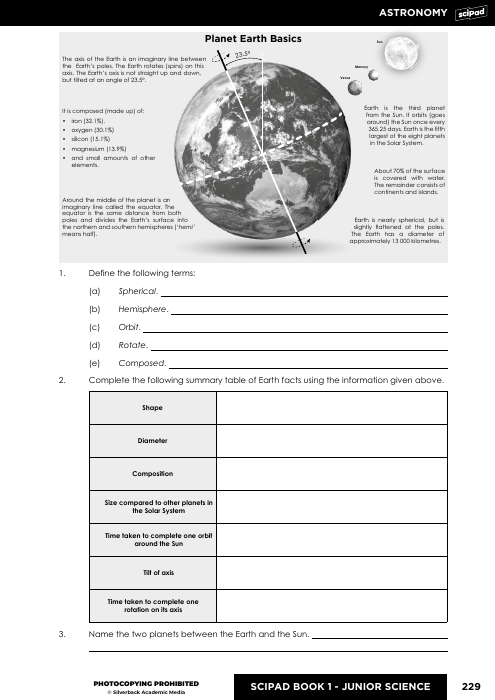 ASTRONOMY scipad
Planet Earth Basics
23.5°
The axis of the Earth is an imaginary line between
the Earth's poles. The Earth rotates (spins) on this
axis. The Earth's axis is not straight up and down,
but tilted at an angle of 23.5°.
It is composed (made up) of:
• iron (32.1%).
• oxygen (30.1%)
• silicon (15.1%)
• magnesium (13.9%)
• and small amounts of other
elements.
Around the middle of the planet is an
imaginary line called the equator. The
equator is the same distance from both
poles and divides the Earth's surface into
the northern and southern hemispheres ('hemi'
means half).
Sun
Mercury
Venus
Earth is the third planet
from the Sun. It orbits (goes
around) the Sun once every
365.25 days. Earth is the fifth
largest of the eight planets
in the Solar System.
About 70% of the surface
is covered with water.
The remainder consists of
continents and islands.
Earth is nearly spherical, but is
slightly flattened at the poles.
The Earth has a diameter of
approximately 13 000 kilometres.
1. Define the following terms:
(a) Spherical.
(b) Hemisphere.
(c) Orbit.
(d) Rotate.
(e) Composed.
2. Complete the following summary table of Earth facts using the information given above.
Shape
Diameter
Composition
Size compared to other planets in
the Solar System
Time taken to complete one orbit
around the Sun
Tilt of axis
Time taken to complete one
rotation on its axis
3. Name the two planets between the Earth and the Sun.
PHOTOCOPYING PROHIBITED
© Silverback Academic Media
SCIPAD BOOK 1 - JUNIOR SCIENCE 229